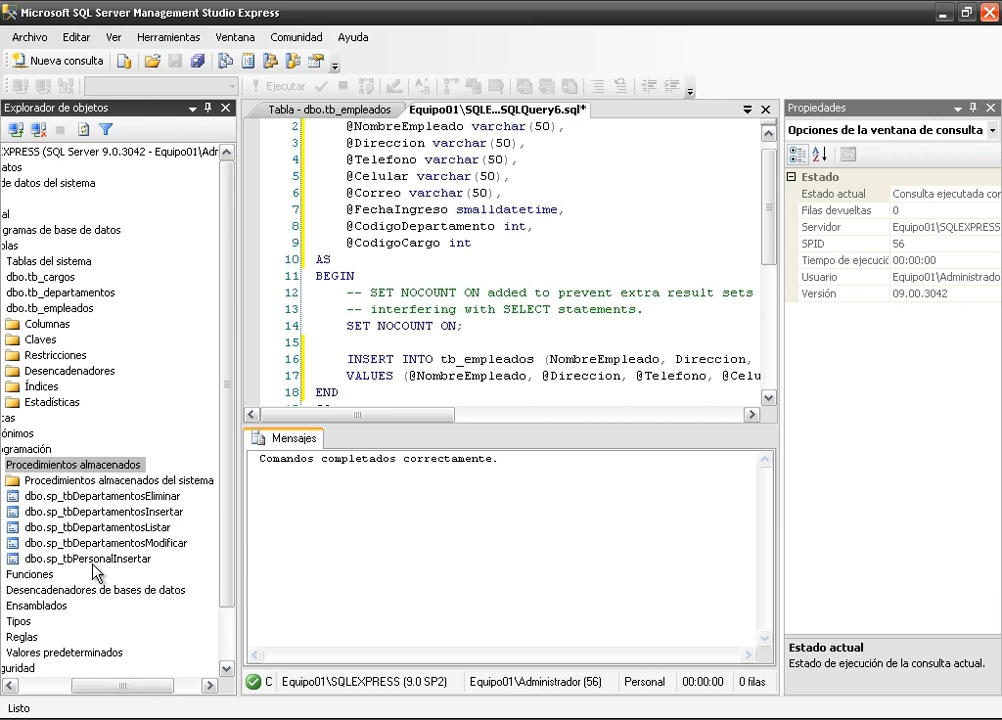 Microsoft SQL Server Management Studio Express
Archivo Editar Ver Herramientas Ventana Comunidad Ayuda
Nueva consulta
Ejecutar
Explorador de objetos
XPRESS (SQL Server 9.0.3042 - Equipo01\Adr
atos
de datos del sistema
al
gramas de base de datos
blas
Tablas del sistema
dbo.tb_cargos
dbo.tb_departamentos
dbo.tb_empleados
Columnas
Claves
Restricciones
Desencadenadores
Índices
Estadísticas
tas
ónimos
ogramación
Procedimientos almacenados
Procedimientos almacenados del sistema
dbo.sp_tbDepartamentosEliminar
dbo.sp_tbDepartamentosInsertar
dbo.sp_tbDepartamentosListar
dbo.sp_tbDepartamentosModificar
dbo.sp_tbPersonalInsertar
Funciones
Desencadenadores de bases de datos
Ensamblados
Tipos
Reglas
Valores predeterminados
guridad
Tabla - dbo.tb_empleados Equipo01\SQLE...SQLQuery6.sql*
2 @NombreEmpleado varchar(50),
3 @Direccion varchar(50),
4 @Telefono varchar(50),
5 @Celular varchar(50),
6 @Correo varchar(50),
7 @FechaIngreso smalldatetime,
8 @CodigoDepartamento int,
9 @CodigoCargo int
10 AS
11 BEGIN
12 -- SET NOCOUNT ON added to prevent extra result sets
13 -- interfering with SELECT statements.
14 SET NOCOUNT ON;
15
16 INSERT INTO tb_empleados (NombreEmpleado, Direccion,
17 VALUES (@NombreEmpleado, @Direccion, @Telefono, @Celu
18 END
Mensajes
Comandos completados correctamente.
C Equipo01\SQLEXPRESS (9.0 SP2) Equipo01\Administrador (56) Personal 00:00:00 0 filas
Propiedades
Opciones de la ventana de consulta
Estado
Estado actual Consulta ejecutada cor
Filas devueltas 0
Servidor Equipo01\SQLEXPRESS
SPID 56
Tiempo de ejecució 00:00:00
Usuario Equipo01\Administrado
Versión 09.00.3042
Estado actual
Estado de ejecución de la consulta actual.
Listo